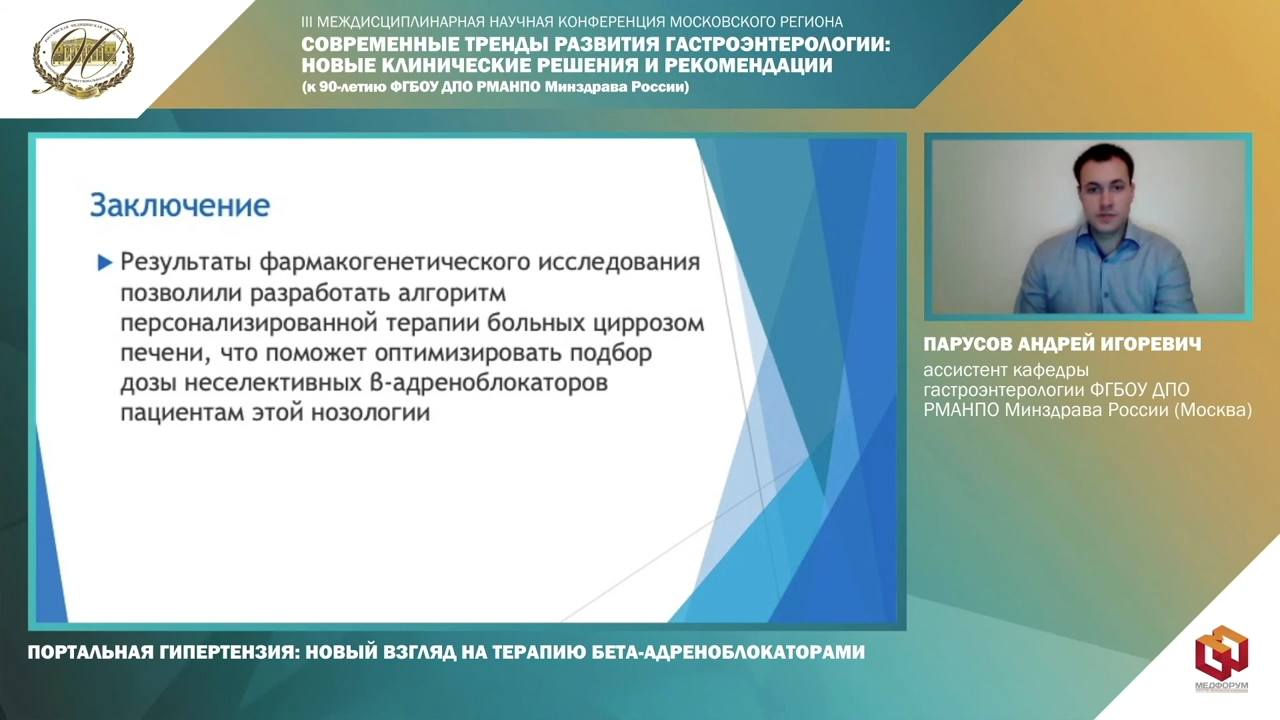 III МЕЖДИСЦИПЛИНАРНАЯ НАУЧНАЯ КОНФЕРЕНЦИЯ МОСКОВСКОГО РЕГИОНА
СОВРЕМЕННЫЕ ТРЕНДЫ РАЗВИТИЯ ГАСТРОЭНТЕРОЛОГИИ:
НОВЫЕ КЛИНИЧЕСКИЕ РЕШЕНИЯ И РЕКОМЕНДАЦИИ
(к 90-летию ФГБОУ ДПО РМАНПО Минздрава России)
Заключение
Результаты фармакогенетического исследования
позволили разработать алгоритм
персонализированной терапии больных циррозом
печени, что поможет оптимизировать подбор
дозы неселективных β-адреноблокаторов
пациентам этой нозологии
ПАРУСОВ АНДРЕЙ ИГОРЕВИЧ
ассистент кафедры
гастроэнтерологии ФГБОУ ДПО
РМАНПО Минздрава России (Москва)
ПОРТАЛЬНАЯ ГИПЕРТЕНЗИЯ: НОВЫЙ ВЗГЛЯД НА ТЕРАПИЮ БЕТА-АДРЕНОБЛОКАТОРАМИ
МЕДФОРУМ